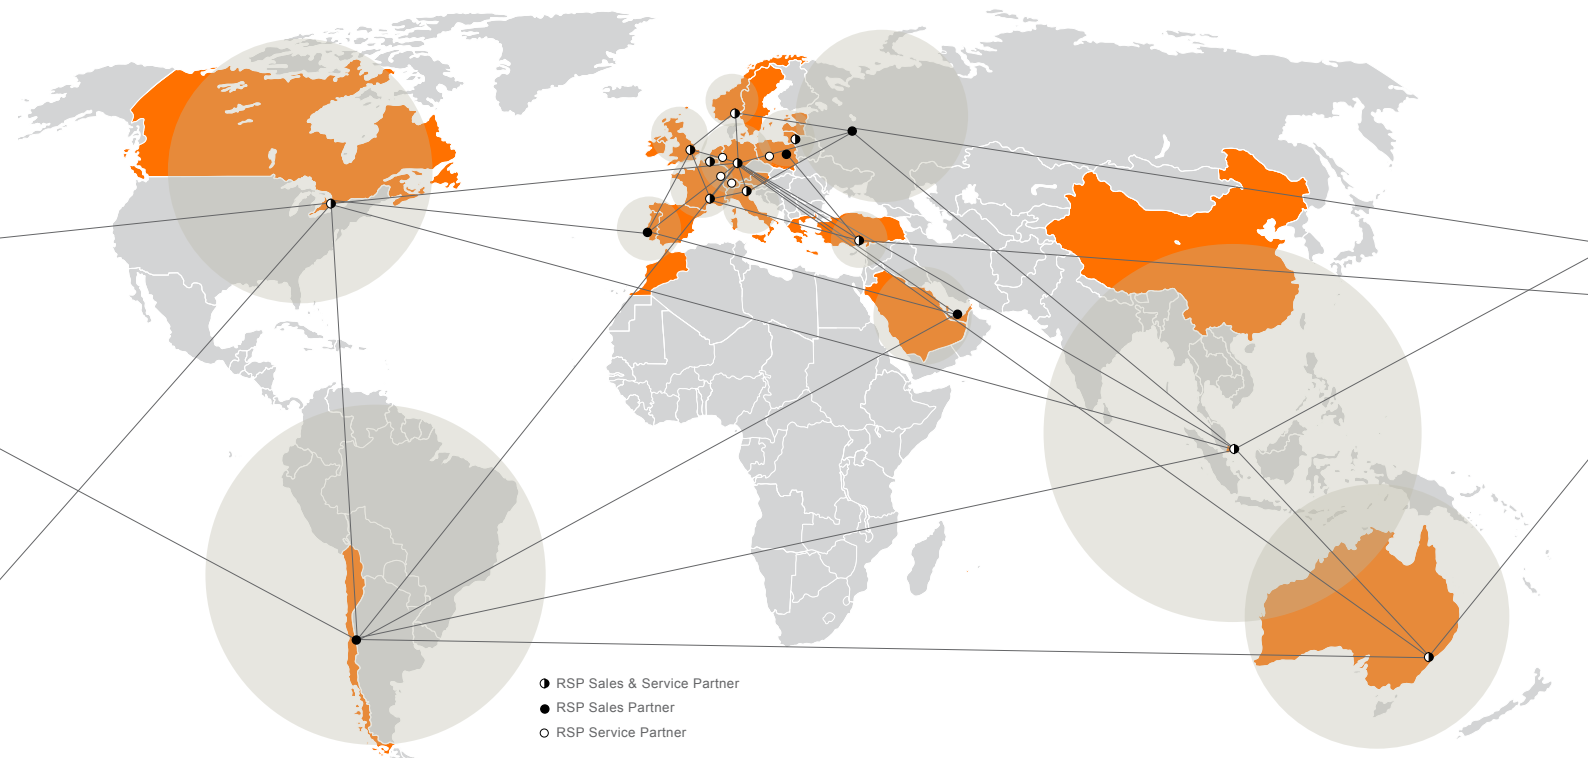 RSP Sales & Service Partner
RSP Sales Partner
RSP Service Partner